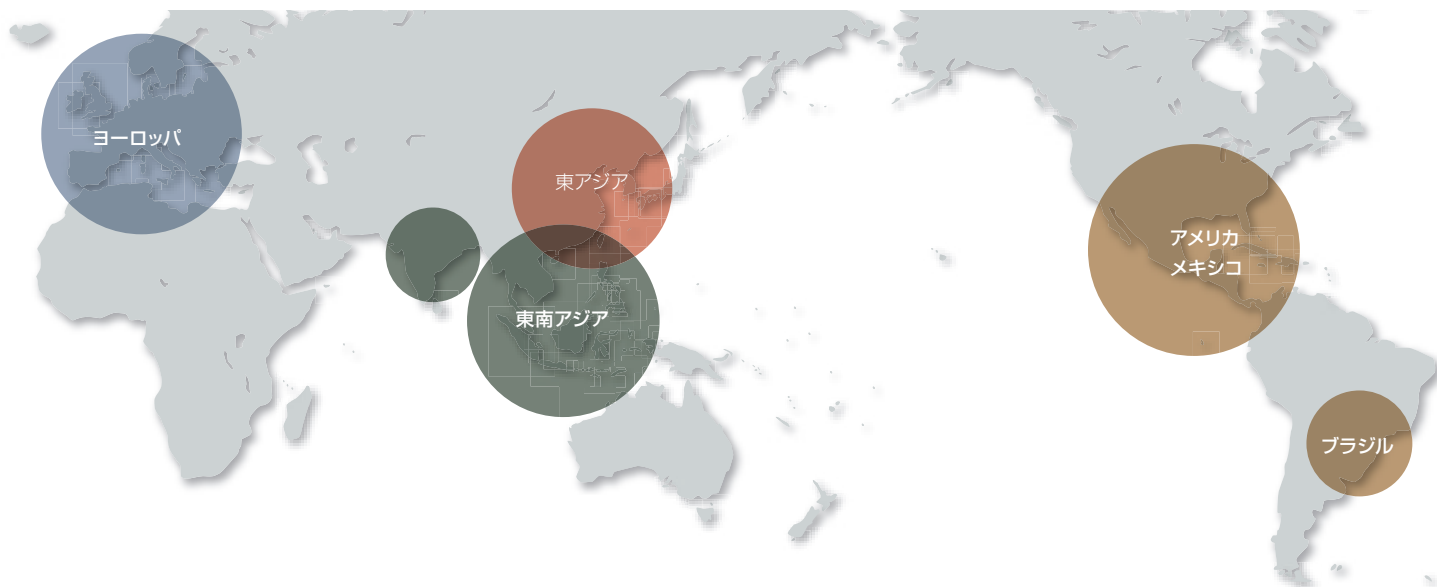 ヨーロッパ
東アジア
東南アジア
アメリカ
メキシコ
ブラジル